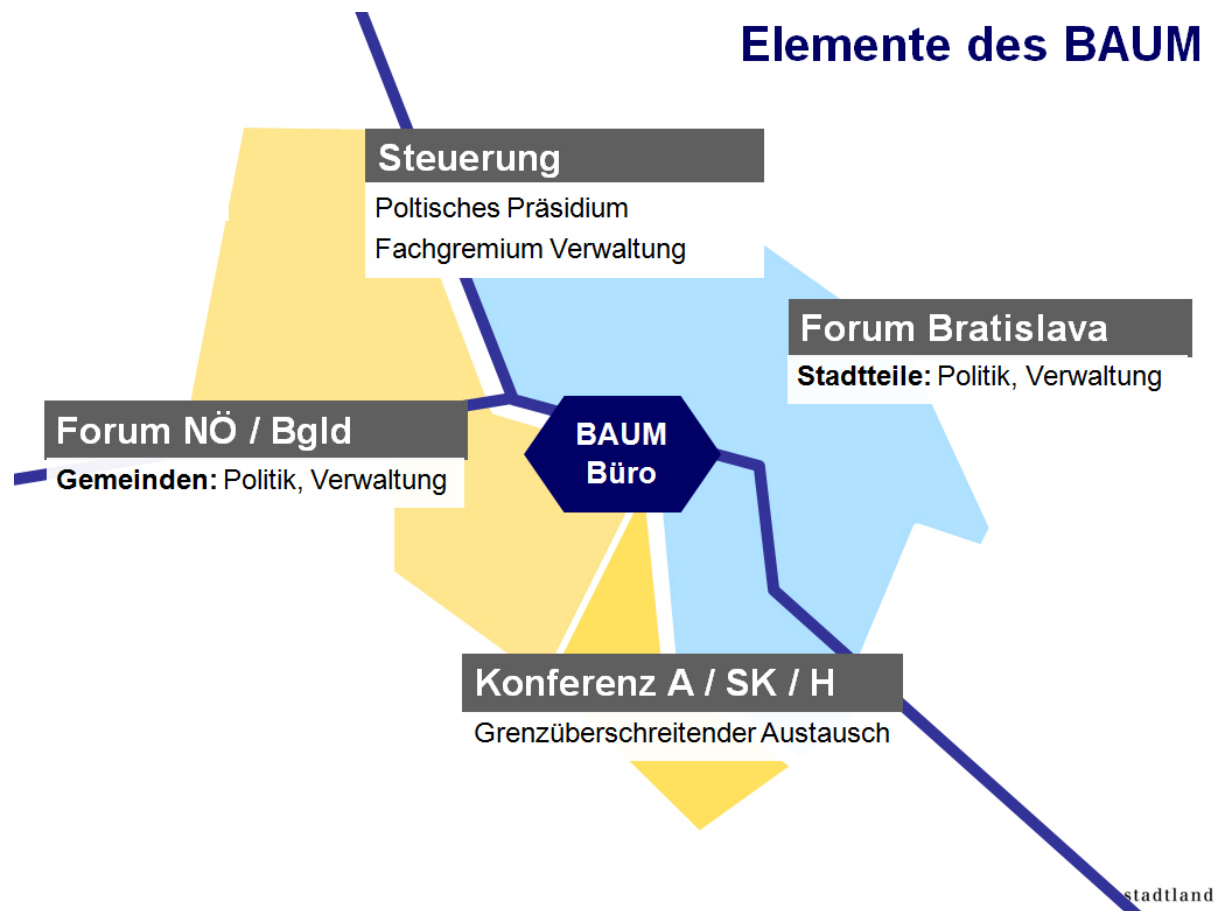 Elemente des BAUM
Steuerung
Poltisches Präsidium
Fachgremium Verwaltung
Forum Bratislava
Stadtteile: Politik, Verwaltung
Forum NÖ / Bgld
Gemeinden: Politik, Verwaltung
BAUM
Büro
Konferenz A / SK / H
Grenzüberschreitender Austausch
stadtland